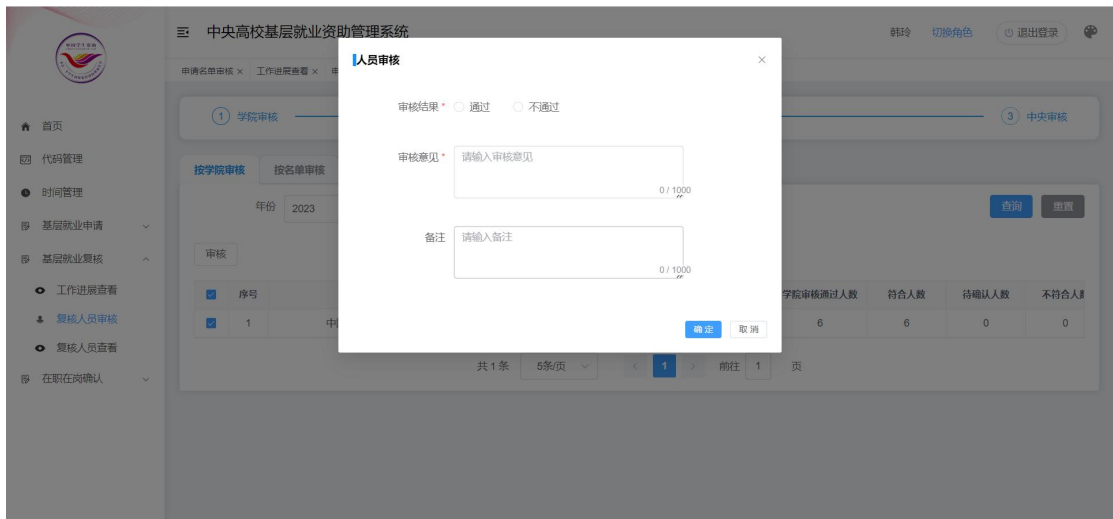 中央高校基层就业资助管理系统
韩玲 切换角色 退出登录
申请名单审核 × 工作进展查看 ×
首页
代码管理
时间管理
基层就业申请
基层就业复核
工作进展查看
复核人员审核
复核人员查看
在职在岗确认
1 学院审核
3 中央审核
按学院审核 按名单审核
年份 2023
查询 重置
审核
序号 学院审核通过人数 符合人数 待确认人数
1 6 6 0 0
共 1 条 5条/页 < 1 > 前往 1 页
人员审核 ×
审核结果 * 通过 不通过
审核意见 * 请输入审核意见
0 / 1000
备注 请输入备注
0 / 1000
确定 取消